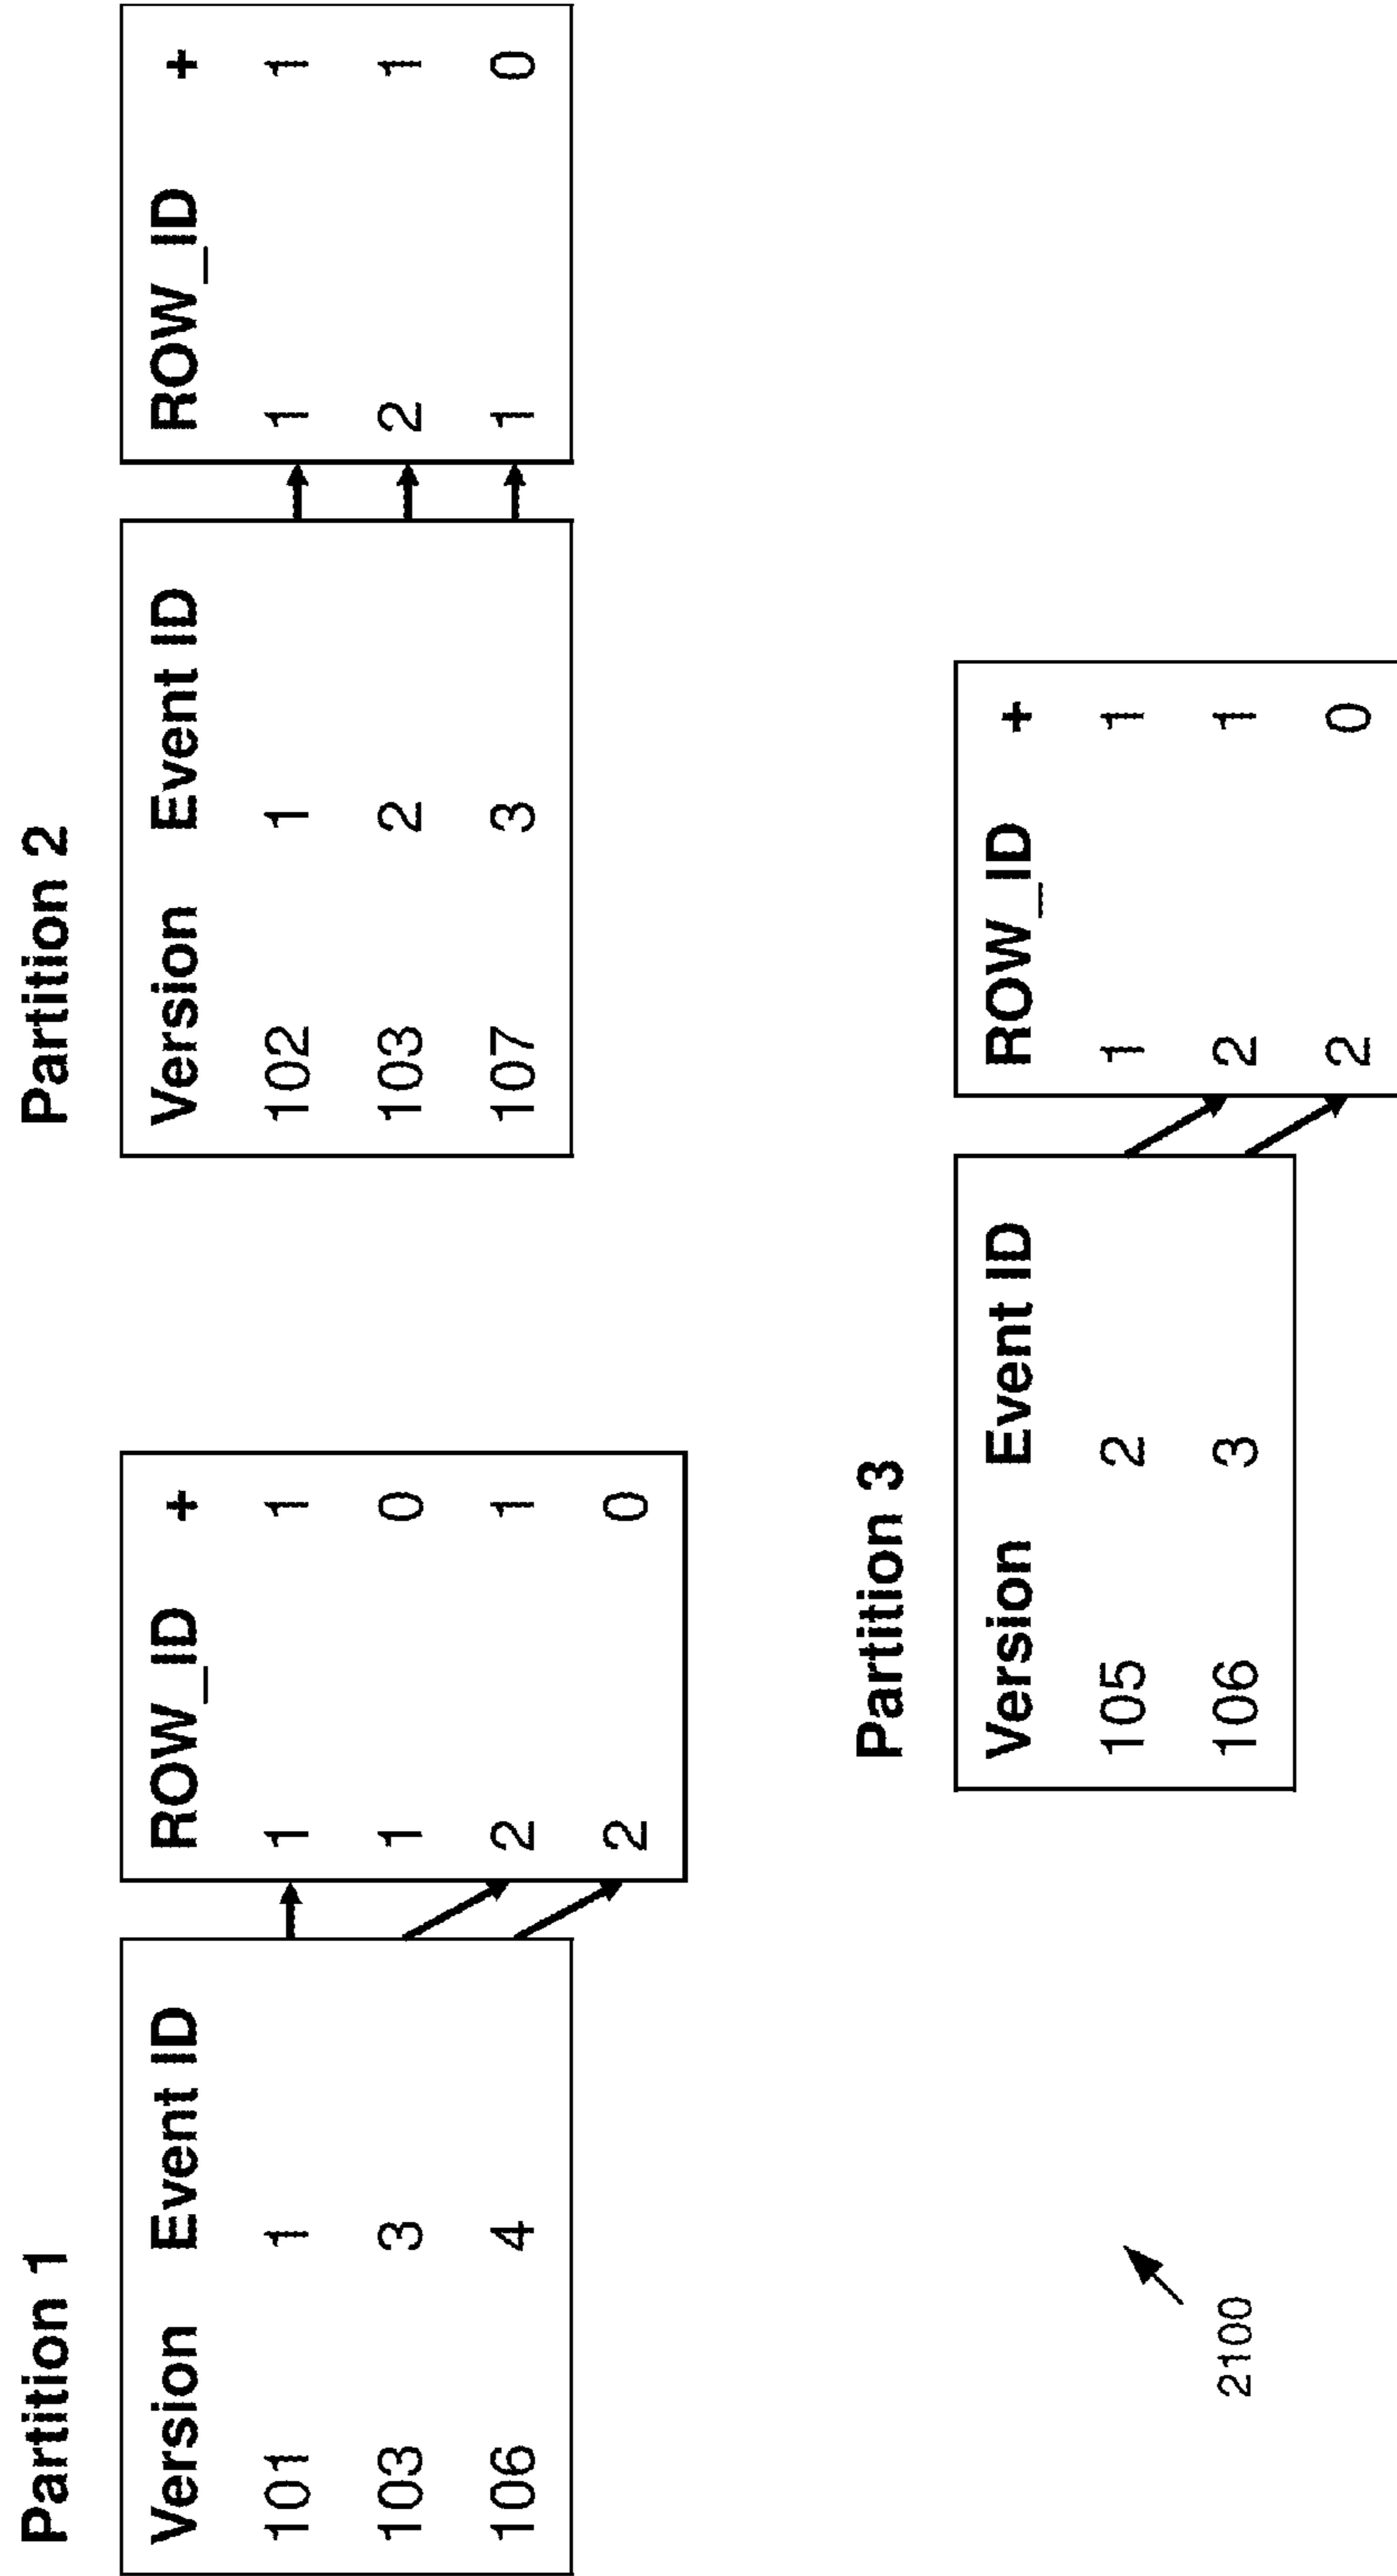 Partition 1
Version Event ID
101 1
103 3
106 4
ROW_ID +
1 1
1 0
2 1
2 0
Partition 2
Version Event ID
102 1
103 2
107 3
ROW_ID +
1 1
2 1
1 0
Partition 3
Version Event ID
105 2
106 3
ROW_ID +
1 1
2 1
2 0
2100